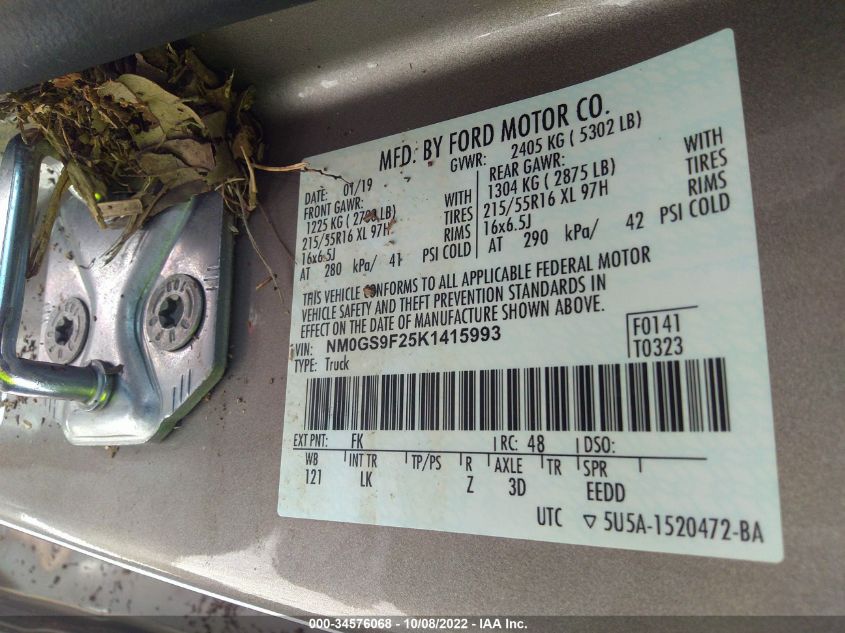 MFD. BY FORD MOTOR CO.
DATE: 01/19 GVWR: 2405 KG ( 5302 LB)
FRONT GAWR: REAR GAWR:
1225 KG ( LB) WITH 1304 KG ( 2875 LB) WITH
215/55R16 XL 97H TIRES 215/55R16 XL 97H TIRES
16x6.5J RIMS 16x6.5J RIMS
AT 280 kPa/ 41 PSI COLD AT 290 kPa/ 42 PSI COLD
THIS VEHICLE CONFORMS TO ALL APPLICABLE FEDERAL MOTOR
VEHICLE SAFETY AND THEFT PREVENTION STANDARDS IN
EFFECT ON THE DATE OF MANUFACTURE SHOWN ABOVE.
VIN: NM0GS9F25K1415993 F0141
TYPE: Truck T0323
EXT PNT: FK RC: 48 DSO:
WB INT TR TP/PS R AXLE TR SPR
121 LK Z 3D EEDD
UTC ▽ 5U5A-1520472-BA
000-34576068 - 10/08/2022 - IAA Inc.